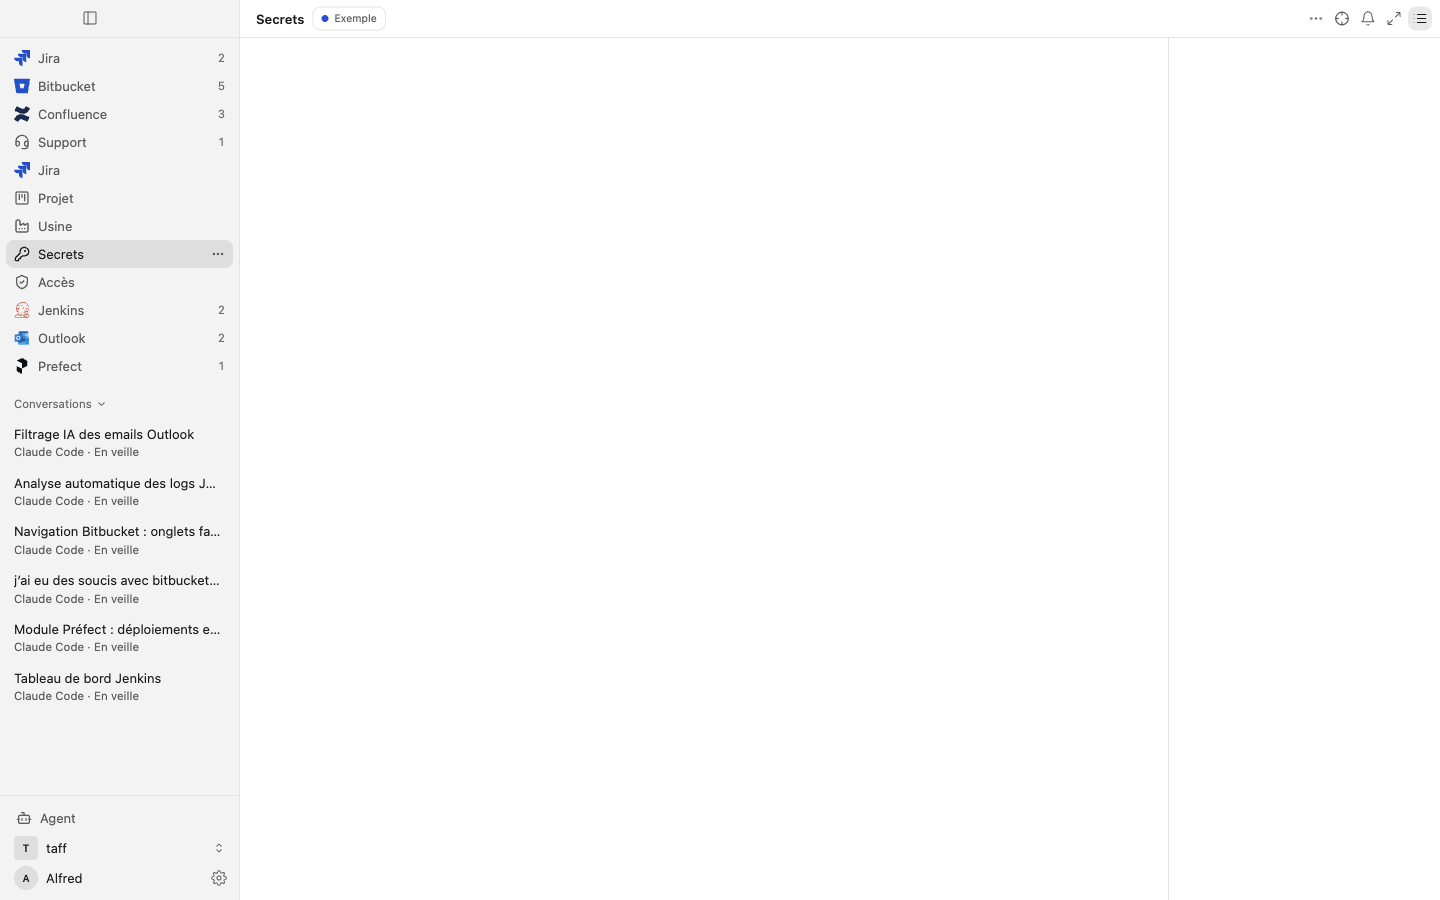 Secrets
Exemple
Jira 2
Bitbucket 5
Confluence 3
Support 1
Jira
Projet
Usine
Secrets
Accès
Jenkins 2
Outlook 2
Prefect 1
Conversations
Filtrage IA des emails Outlook
Claude Code · En veille
Analyse automatique des logs J...
Claude Code · En veille
Navigation Bitbucket : onglets fa...
Claude Code · En veille
j'ai eu des soucis avec bitbucket...
Claude Code · En veille
Module Préfect : déploiements e...
Claude Code · En veille
Tableau de bord Jenkins
Claude Code · En veille
Agent
T taff
A Alfred